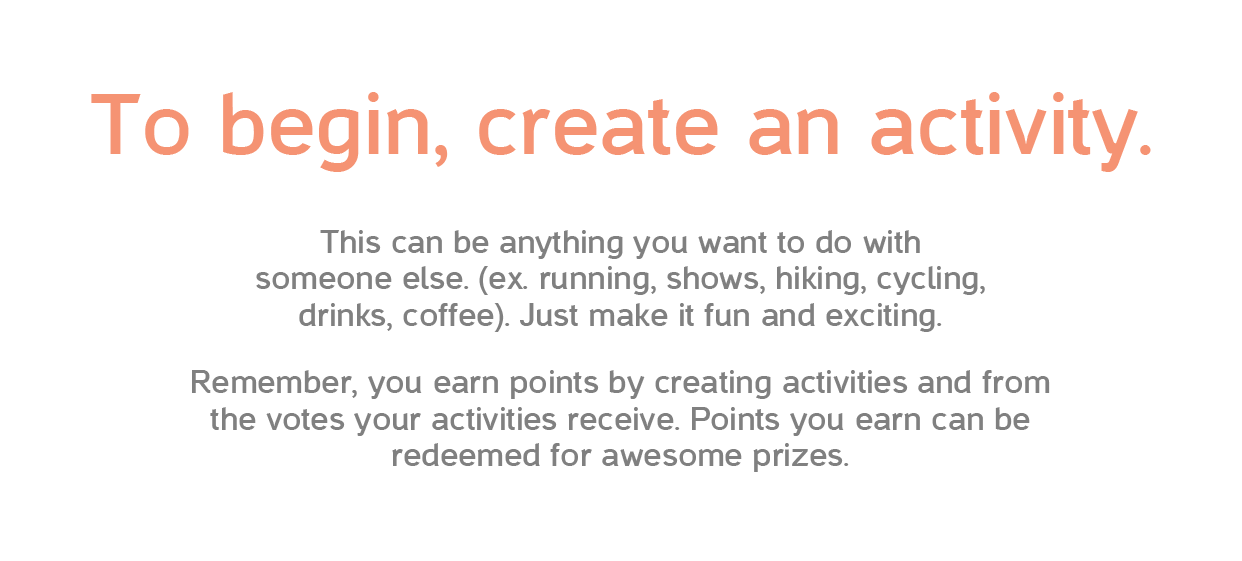 To begin, create an activity.
This can be anything you want to do with
someone else. (ex. running, shows, hiking, cycling,
drinks, coffee). Just make it fun and exciting.
Remember, you earn points by creating activities and from
the votes your activities receive. Points you earn can be
redeemed for awesome prizes.